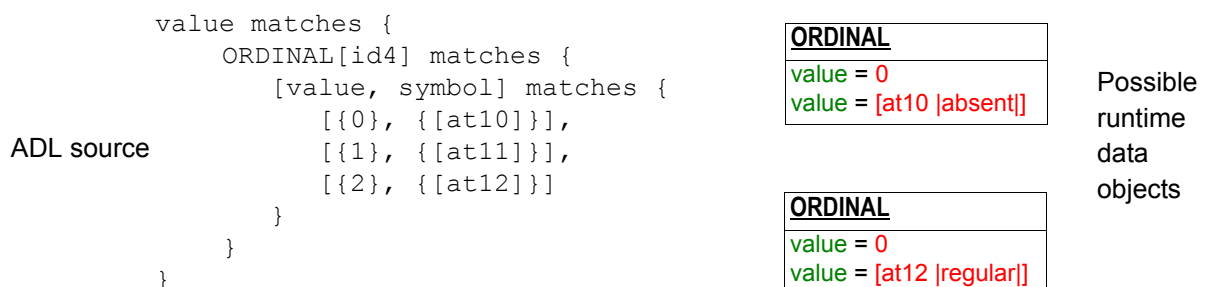 value matches {
ORDINAL[id4] matches {
[value, symbol] matches {
[{0}, {[at10]}],
[{1}, {[at11]}],
[{2}, {[at12]}]
}
}
}
ADL source
ORDINAL
value = 0
value = [at10 |absent|]
ORDINAL
value = 0
value = [at12 |regular|]
Possible
runtime
data
objects